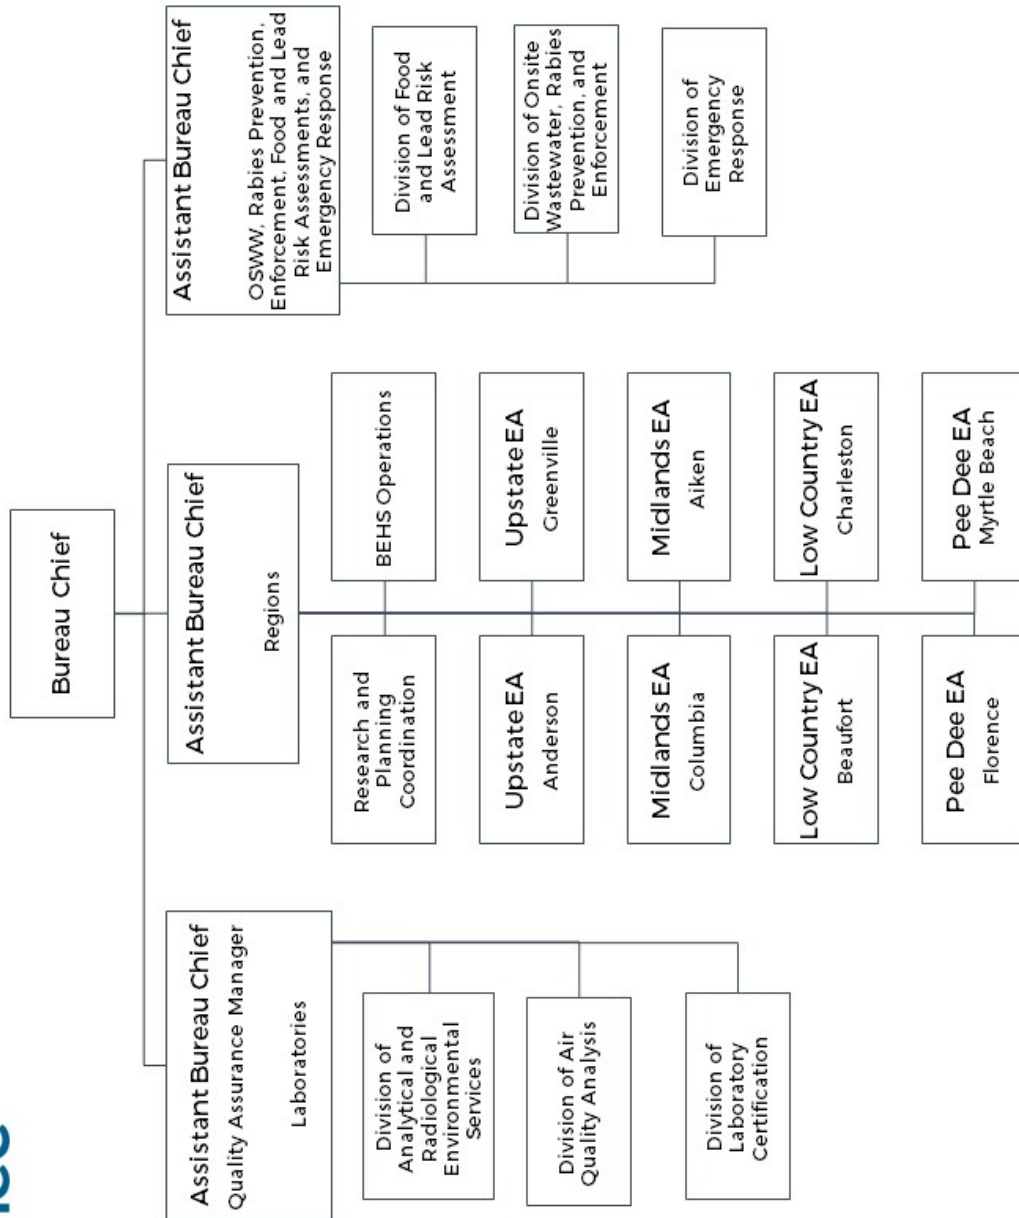 Bureau Chief
Assistant Bureau Chief
Quality Assurance Manager
Laboratories
Division of
Analytical and
Radiological
Environmental
Services
Division of Air
Quality Analysis
Division of
Laboratory
Certification
Assistant Bureau Chief
Regions
Research and
Planning
Coordination
BEHS Operations
Upstate EA
Anderson
Upstate EA
Greenville
Midlands EA
Columbia
Midlands EA
Aiken
Low Country EA
Beaufort
Low Country EA
Charleston
Pee Dee EA
Florence
Pee Dee EA
Myrtle Beach
Assistant Bureau Chief
OSWW, Rabies Prevention,
Enforcement, Food and Lead
Risk Assessments, and
Emergency Response
Division of Food
and Lead Risk
Assessment
Division of Onsite
Wastewater, Rabies
Prevention, and
Enforcement
Division of
Emergency
Response